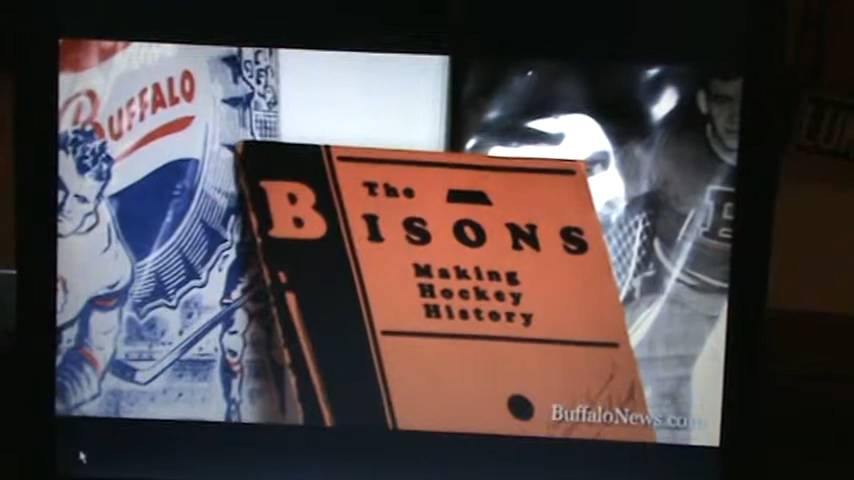 BUFFALO
The
BISONS
Making
Hockey
History
BuffaloNews.com